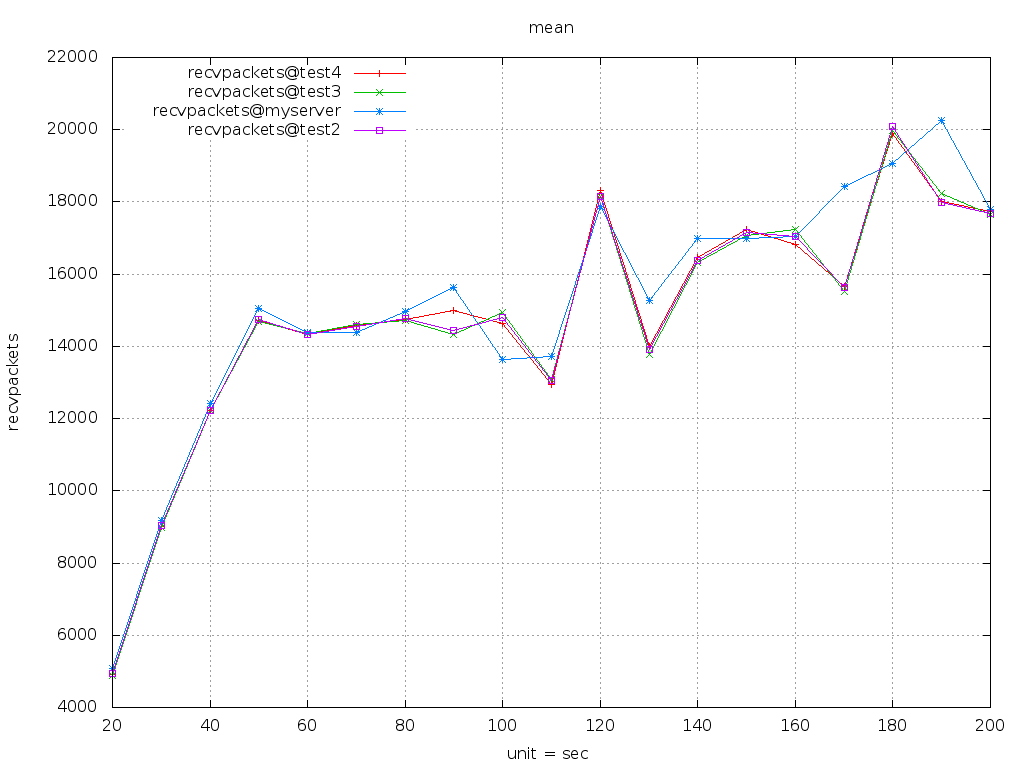 mean
22000
20000
18000
16000
14000
12000
10000
8000
6000
4000
recvpackets@test4
recvpackets@test3
recvpackets@myserver
recvpackets@test2
recvpackets
20 40 60 80 100 120 140 160 180 200
unit = sec